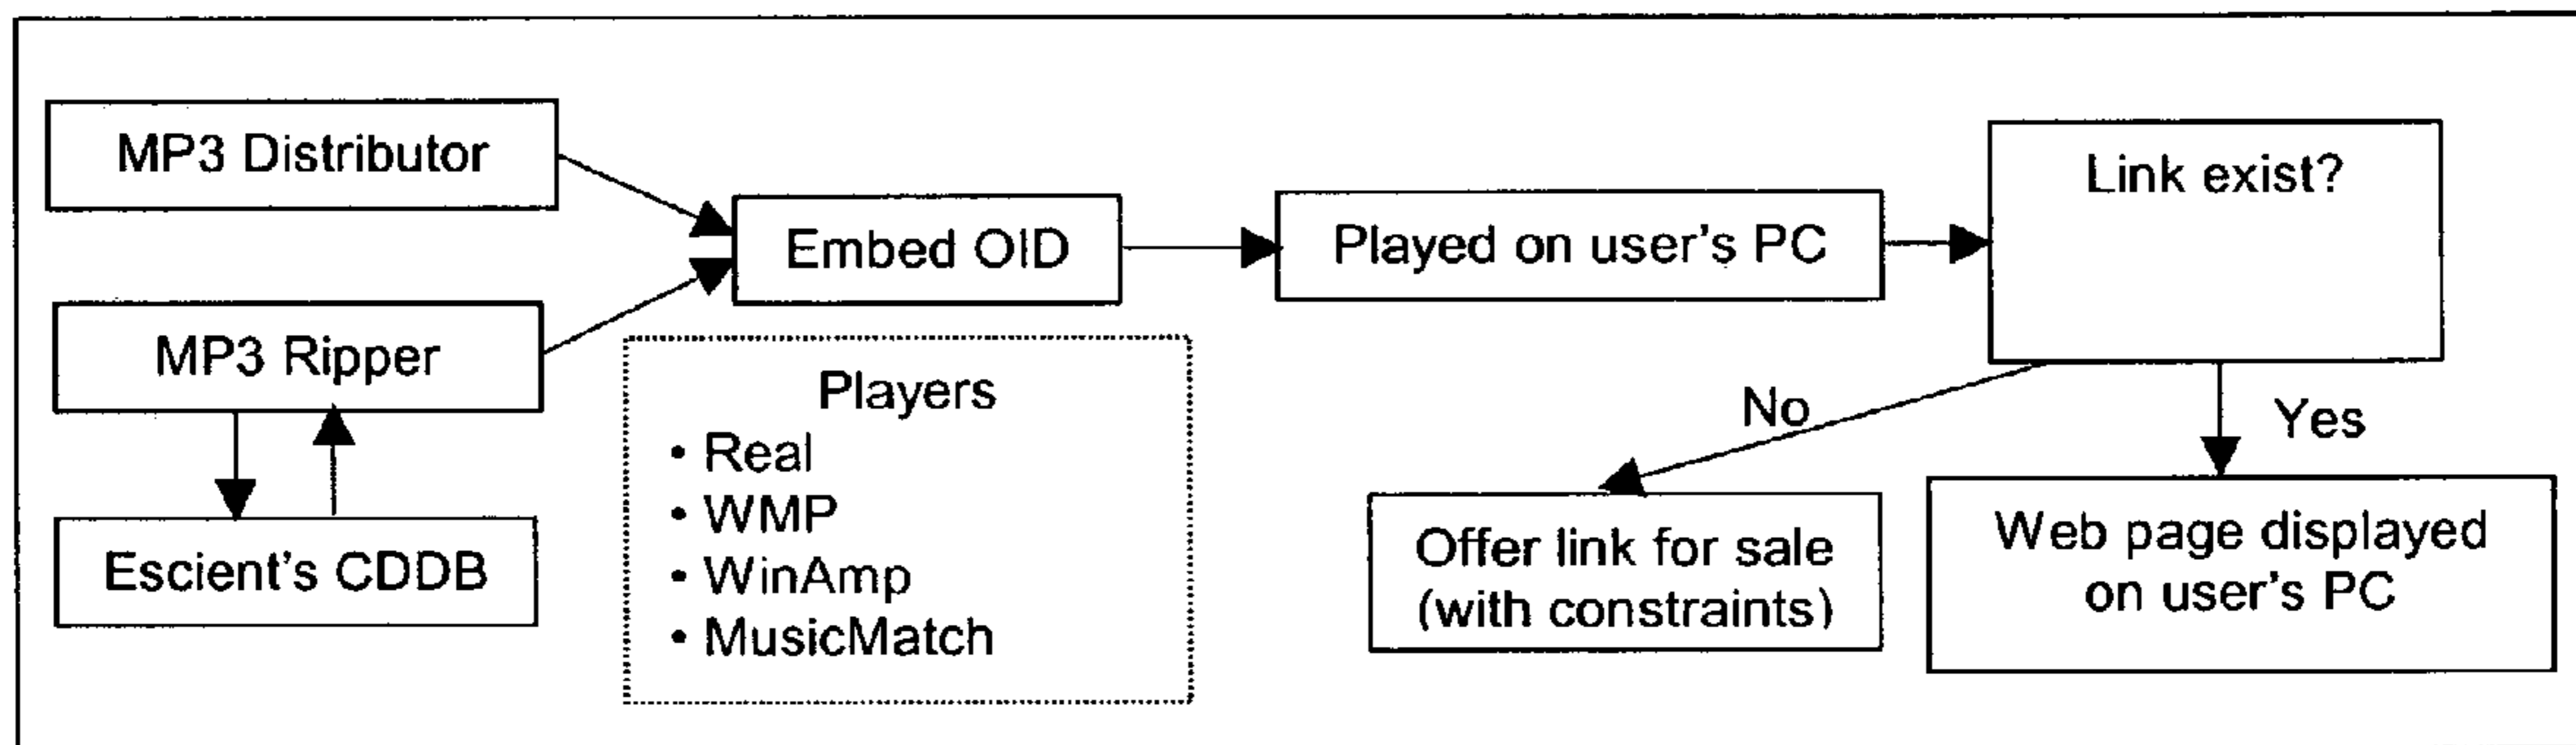 MP3 Distributor
MP3 Ripper
Escient's CDDB
Embed OID
Players
• Real
• WMP
• WinAmp
• MusicMatch
Played on user's PC
Link exist?
No
Yes
Offer link for sale
(with constraints)
Web page displayed
on user's PC